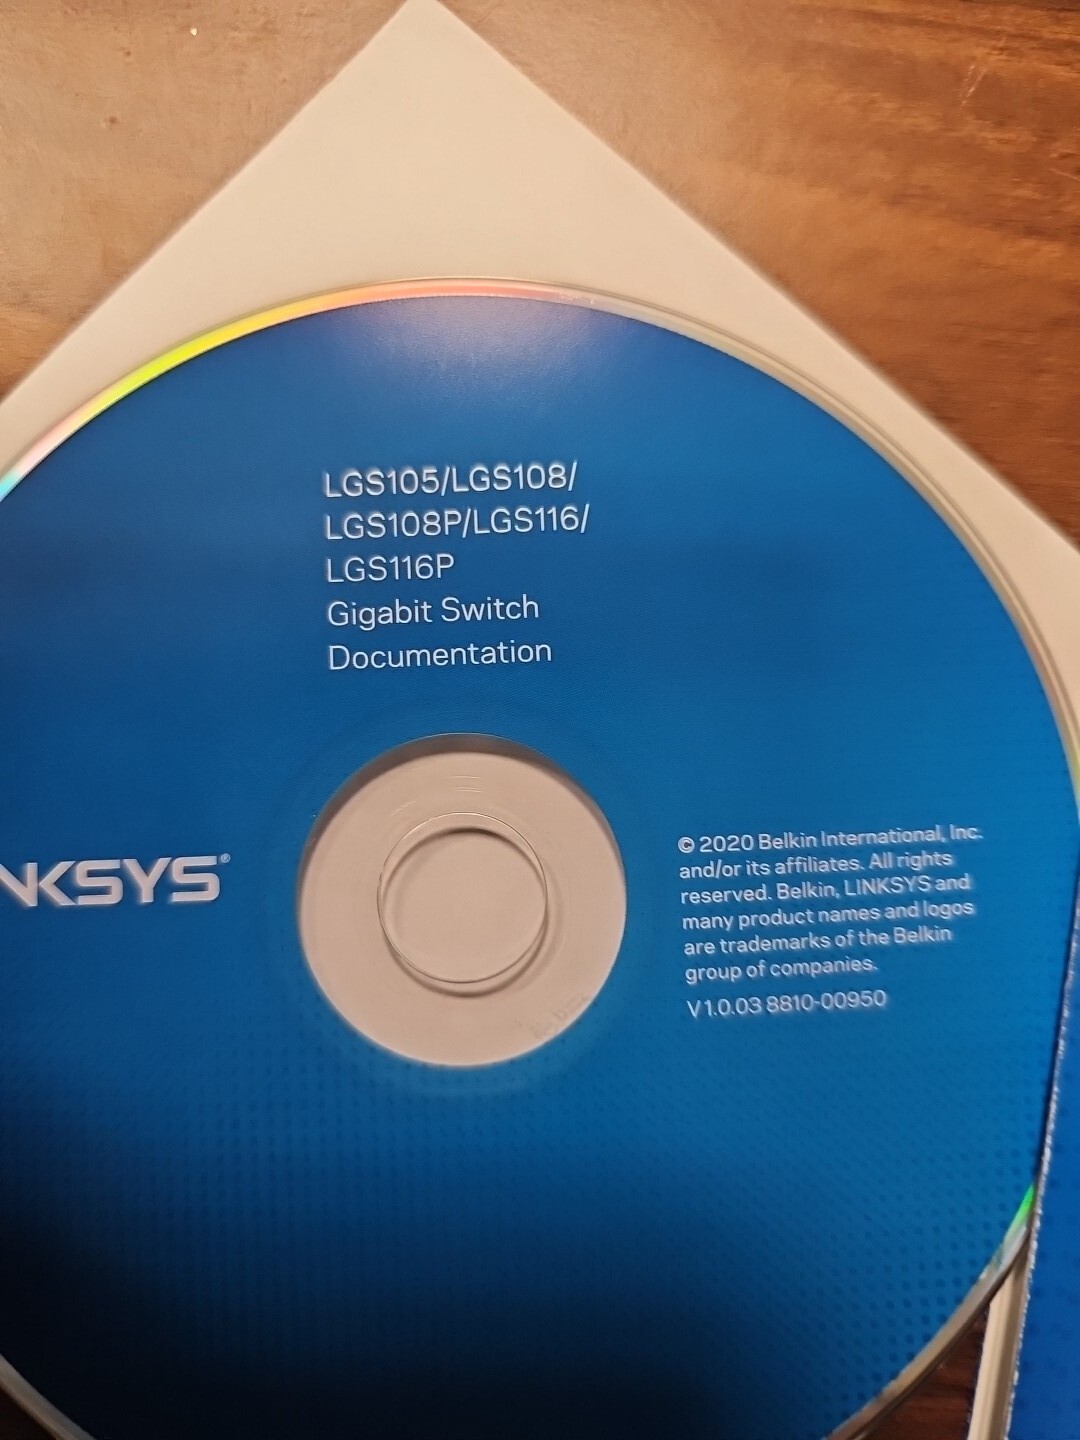 LGS105/LGS108/
LGS108P/LGS116/
LGS116P
Gigabit Switch
Documentation
NKSYS®
© 2020 Belkin International, Inc.
and/or its affiliates. All rights
reserved. Belkin, LINKSYS and
many product names and logos
are trademarks of the Belkin
group of companies.
V1.0.03 8810-00950